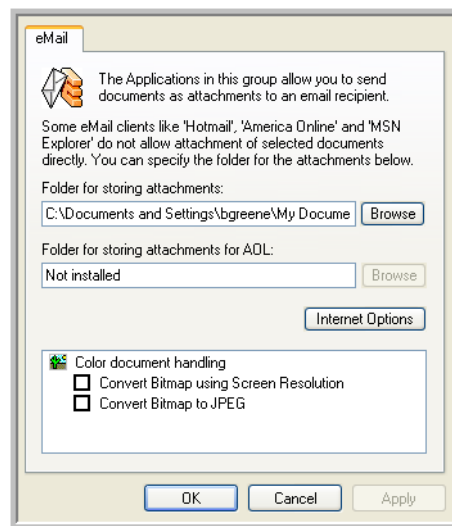 eMail
The Applications in this group allow you to send
documents as attachments to an email recipient.
Some eMail clients like 'Hotmail', 'America Online' and 'MSN
Explorer' do not allow attachment of selected documents
directly. You can specify the folder for the attachments below.
Folder for storing attachments:
C:\Documents and Settings\bgreene\My Docume Browse
Folder for storing attachments for AOL:
Not installed Browse
Internet Options
Color document handling
Convert Bitmap using Screen Resolution
Convert Bitmap to JPEG
OK Cancel Apply